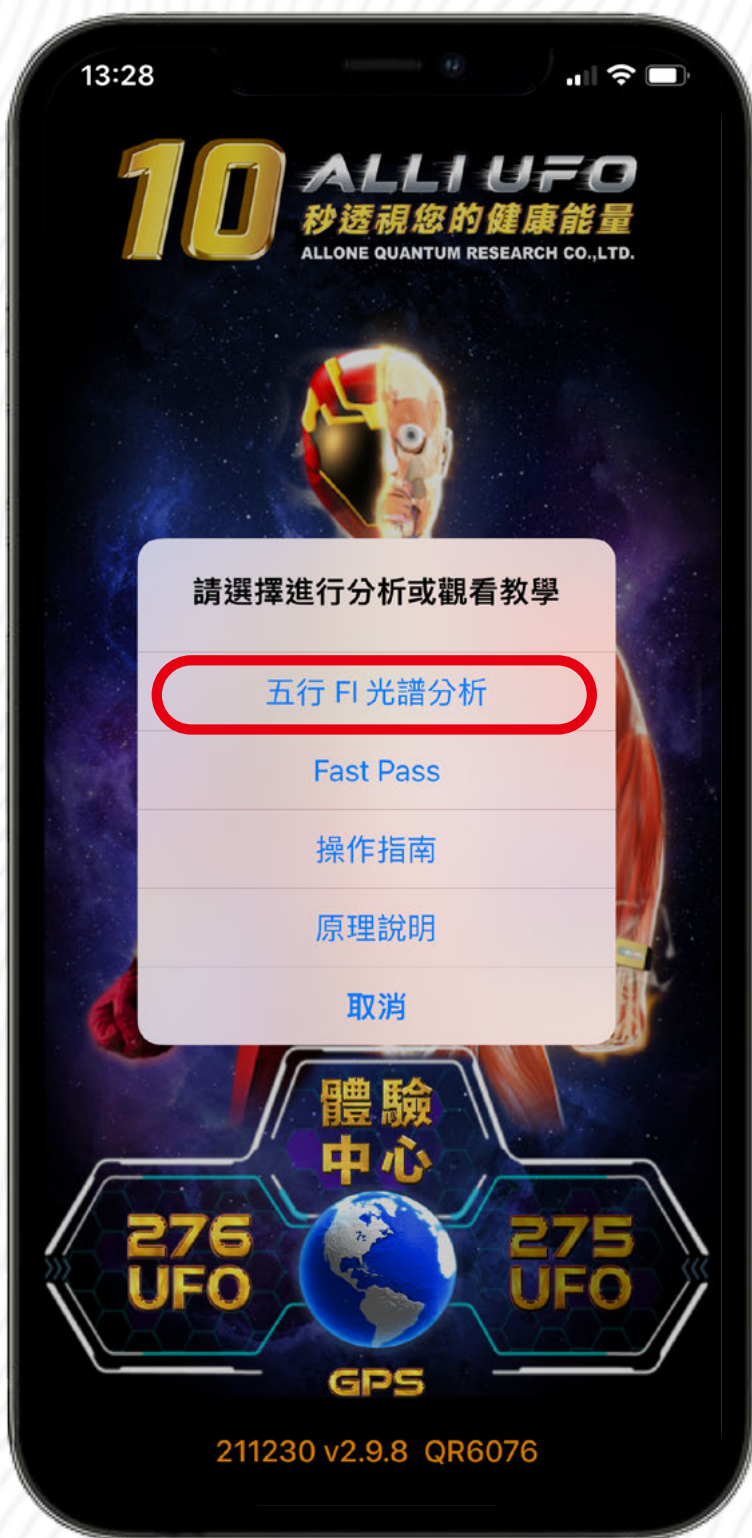 13:28
10
ALLI UFO
秒透視您的健康能量
ALLONE QUANTUM RESEARCH CO.,LTD.
請選擇進行分析或觀看教學
五行 FI 光譜分析
Fast Pass
操作指南
原理說明
取消
體驗
中心
276
UFO
275
UFO
GPS
211230 v2.9.8 QR6076